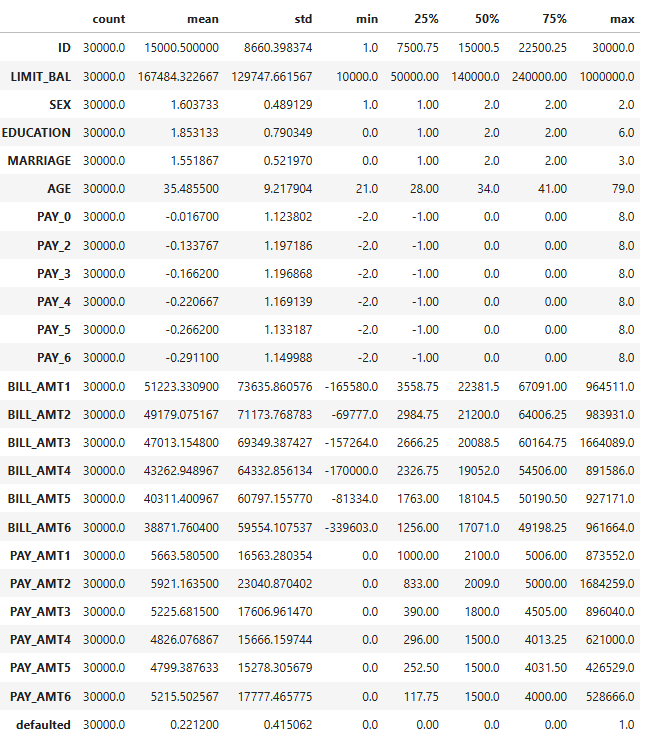 count mean std min 25% 50% 75% max
ID 30000.0 15000.500000 8660.398374 1.0 7500.75 15000.5 22500.25 30000.0
LIMIT_BAL 30000.0 167484.322667 129747.661567 10000.0 50000.00 140000.0 240000.00 1000000.0
SEX 30000.0 1.603733 0.489129 1.0 1.00 2.0 2.00 2.0
EDUCATION 30000.0 1.853133 0.790349 0.0 1.00 2.0 2.00 6.0
MARRIAGE 30000.0 1.551867 0.521970 0.0 1.00 2.0 2.00 3.0
AGE 30000.0 35.485500 9.217904 21.0 28.00 34.0 41.00 79.0
PAY_0 30000.0 -0.016700 1.123802 -2.0 -1.00 0.0 0.00 8.0
PAY_2 30000.0 -0.133767 1.197186 -2.0 -1.00 0.0 0.00 8.0
PAY_3 30000.0 -0.166200 1.196868 -2.0 -1.00 0.0 0.00 8.0
PAY_4 30000.0 -0.220667 1.169139 -2.0 -1.00 0.0 0.00 8.0
PAY_5 30000.0 -0.266200 1.133187 -2.0 -1.00 0.0 0.00 8.0
PAY_6 30000.0 -0.291100 1.149988 -2.0 -1.00 0.0 0.00 8.0
BILL_AMT1 30000.0 51223.330900 73635.860576 -165580.0 3558.75 22381.5 67091.00 964511.0
BILL_AMT2 30000.0 49179.075167 71173.768783 -69777.0 2984.75 21200.0 64006.25 983931.0
BILL_AMT3 30000.0 47013.154800 69349.387427 -157264.0 2666.25 20088.5 60164.75 1664089.0
BILL_AMT4 30000.0 43262.948967 64332.856134 -170000.0 2326.75 19052.0 54506.00 891586.0
BILL_AMT5 30000.0 40311.400967 60797.155770 -81334.0 1763.00 18104.5 50190.50 927171.0
BILL_AMT6 30000.0 38871.760400 59554.107537 -339603.0 1256.00 17071.0 49198.25 961664.0
PAY_AMT1 30000.0 5663.580500 16563.280354 0.0 1000.00 2100.0 5006.00 873552.0
PAY_AMT2 30000.0 5921.163500 23040.870402 0.0 833.00 2009.0 5000.00 1684259.0
PAY_AMT3 30000.0 5225.681500 17606.961470 0.0 390.00 1800.0 4505.00 896040.0
PAY_AMT4 30000.0 4826.076867 15666.159744 0.0 296.00 1500.0 4013.25 621000.0
PAY_AMT5 30000.0 4799.387633 15278.305679 0.0 252.50 1500.0 4031.50 426529.0
PAY_AMT6 30000.0 5215.502567 17777.465775 0.0 117.75 1500.0 4000.00 528666.0
defaulted 30000.0 0.221200 0.415062 0.0 0.00 0.0 0.00 1.0